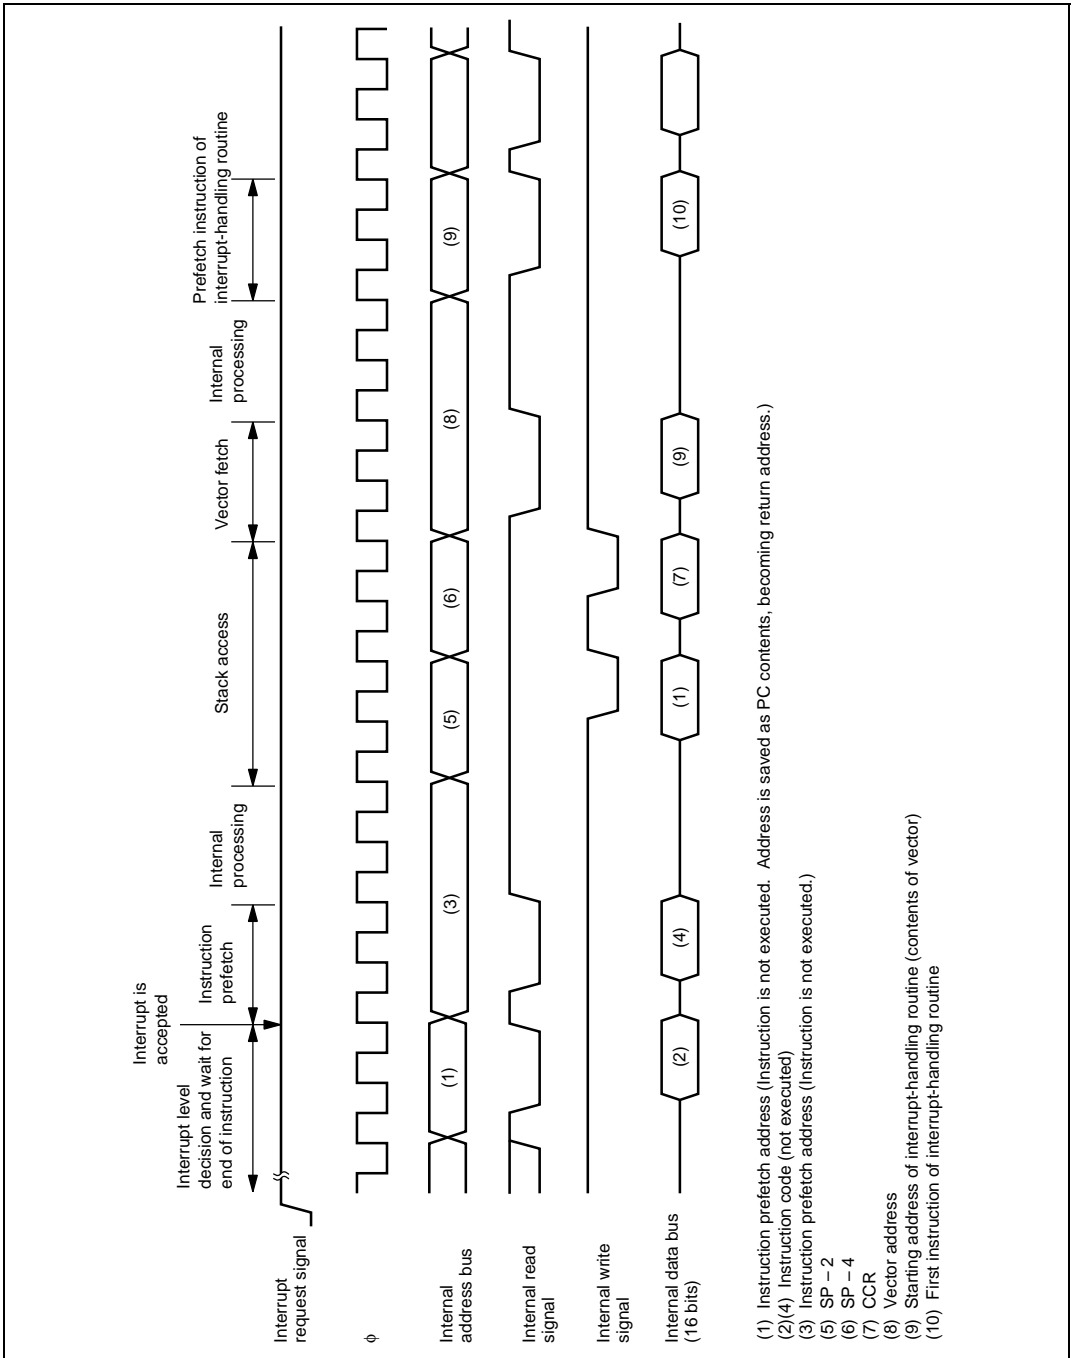 Interrupt is
accepted
Interrupt level
decision and wait for
end of instruction
Instruction
prefetch
Internal
processing
Stack access
Vector fetch
Internal
processing
Prefetch instruction of
interrupt-handling routine
Interrupt
request signal
ϕ
Internal
address bus
(1)
(3)
(5)
(6)
(8)
(9)
Internal read
signal
Internal write
signal
Internal data bus
(16 bits)
(2)
(4)
(1)
(7)
(9)
(10)
(1) Instruction prefetch address (Instruction is not executed. Address is saved as PC contents, becoming return address.)
(2)(4) Instruction code (not executed)
(3) Instruction prefetch address (Instruction is not executed.)
(5) SP – 2
(6) SP – 4
(7) CCR
(8) Vector address
(9) Starting address of interrupt-handling routine (contents of vector)
(10) First instruction of interrupt-handling routine